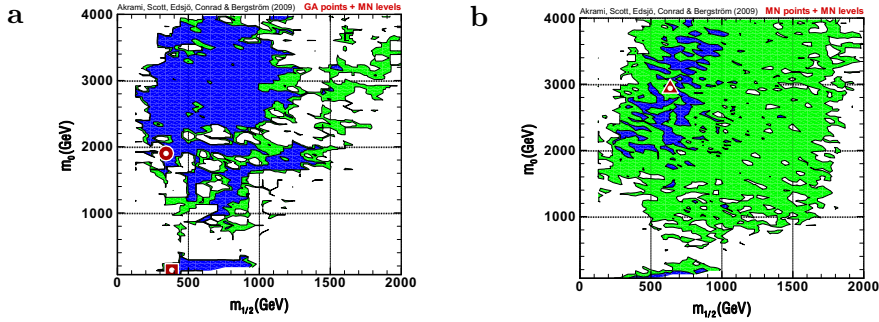 a
Akrami, Scott, Edsjö, Conrad & Bergström (2009) GA points + MN levels
4000
3000
2000
1000
m0(GeV)
0 500 1000 1500 2000
m1/2(GeV)
b
Akrami, Scott, Edsjö, Conrad & Bergström (2009) MN points + MN levels
4000
3000
2000
1000
m0(GeV)
0 500 1000 1500 2000
m1/2(GeV)